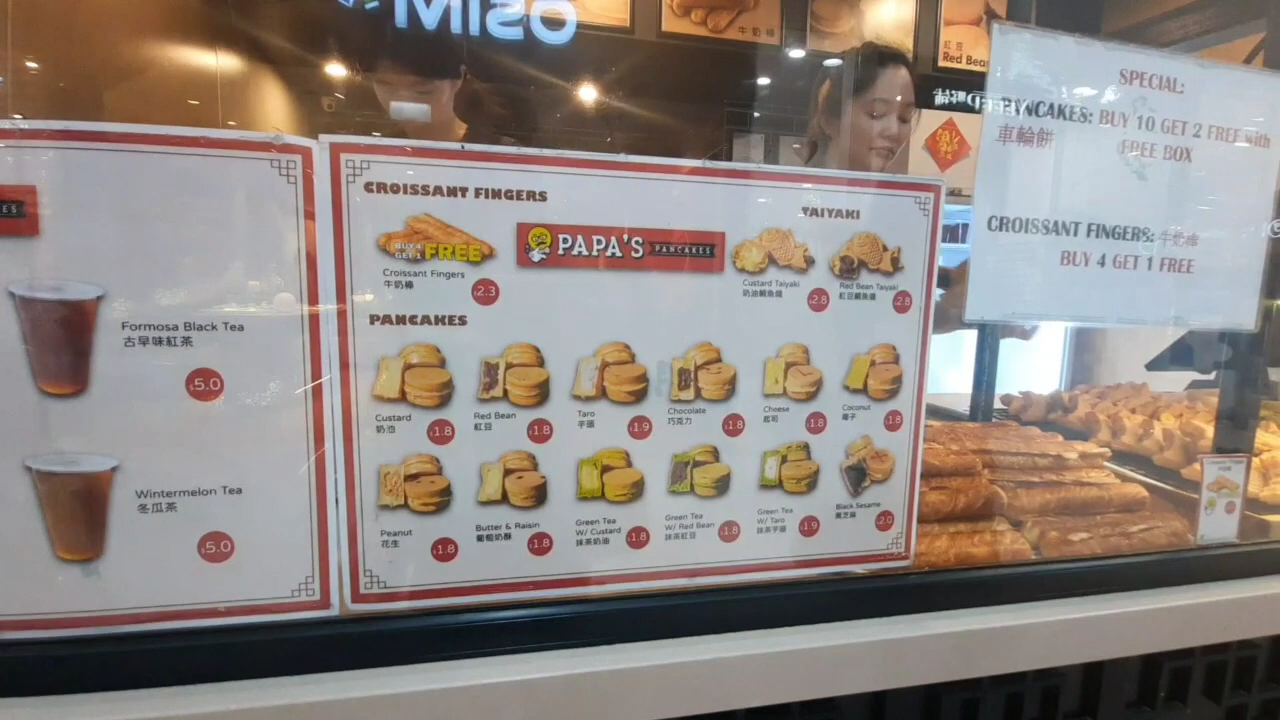 MISO
牛奶棒
紅豆
Red Bean
SPECIAL:
PANCAKES: BUY 10 GET 2 FREE with
車輪餅
FREE BOX
CROISSANT FINGERS: 牛奶棒
BUY 4 GET 1 FREE
ES
Formosa Black Tea
古早味紅茶
$5.0
Wintermelon Tea
冬瓜茶
$5.0
CROISSANT FINGERS
BUY 4
GET 1 FREE
Croissant Fingers
牛奶棒
$2.3
PAPA'S PANCAKES
TAIYAKI
Custard Taiyaki
奶油鯛魚燒
$2.8
Red Bean Taiyaki
紅豆鯛魚燒
$2.8
PANCAKES
Custard
奶油
$1.8
Red Bean
紅豆
$1.8
Taro
芋頭
$1.9
Chocolate
巧克力
$1.8
Cheese
起司
$1.8
Coconut
椰子
$1.8
Peanut
花生
$1.8
Butter & Raisin
葡萄奶酥
$1.8
Green Tea
W/ Custard
抹茶奶油
$1.8
Green Tea
W/ Red Bean
抹茶紅豆
$1.8
Green Tea
W/ Taro
抹茶芋頭
$1.9
Black Sesame
黑芝麻
$2.0